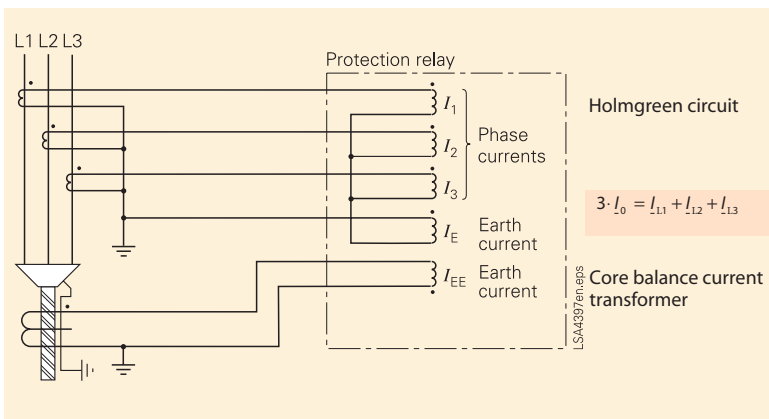 L1 L2 L3
Protection relay
I1
I2
I3
Phase
currents
IE
Earth
current
IEE
Earth
current
LSA4397en.eps
Holmgreen circuit
3· I0 = IL1 + IL2 + IL3
Core balance current
transformer